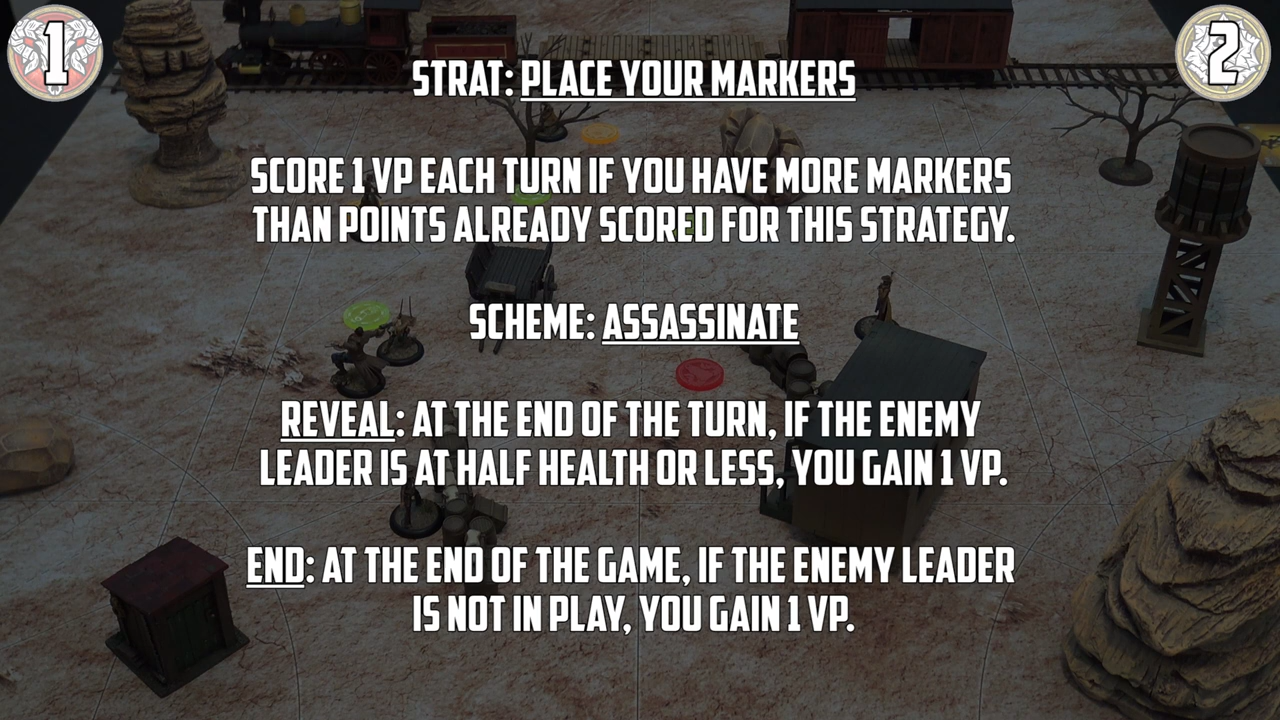 1
2
STRAT: PLACE YOUR MARKERS
SCORE 1 VP EACH TURN IF YOU HAVE MORE MARKERS
THAN POINTS ALREADY SCORED FOR THIS STRATEGY.
SCHEME: ASSASSINATE
REVEAL: AT THE END OF THE TURN, IF THE ENEMY
LEADER IS AT HALF HEALTH OR LESS, YOU GAIN 1 VP.
END: AT THE END OF THE GAME, IF THE ENEMY LEADER
IS NOT IN PLAY, YOU GAIN 1 VP.